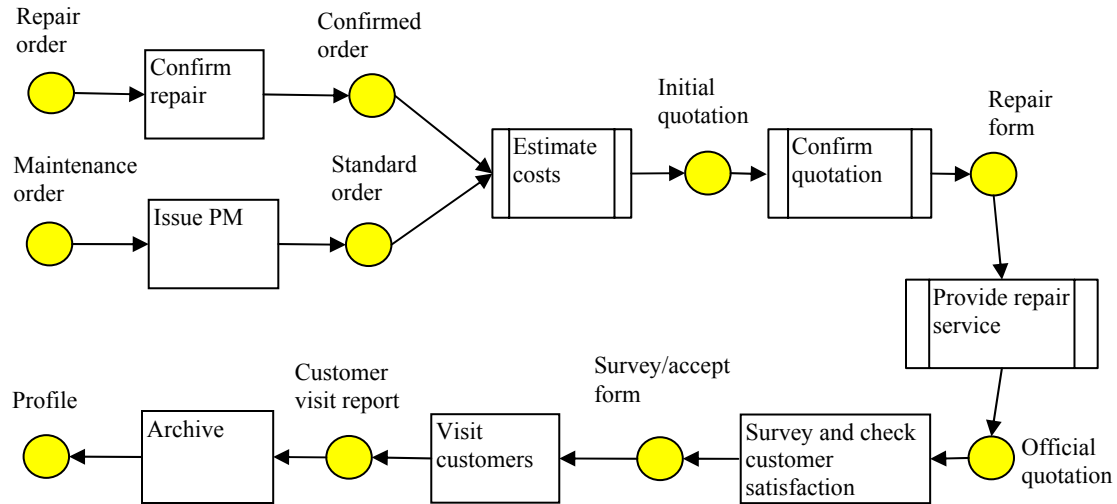 Repair
order
Confirm
repair
Confirmed
order
Maintenance
order
Issue PM
Standard
order
Estimate
costs
Initial
quotation
Confirm
quotation
Repair
form
Provide repair
service
Official
quotation
Survey and check
customer
satisfaction
Survey/accept
form
Visit
customers
Customer
visit report
Archive
Profile